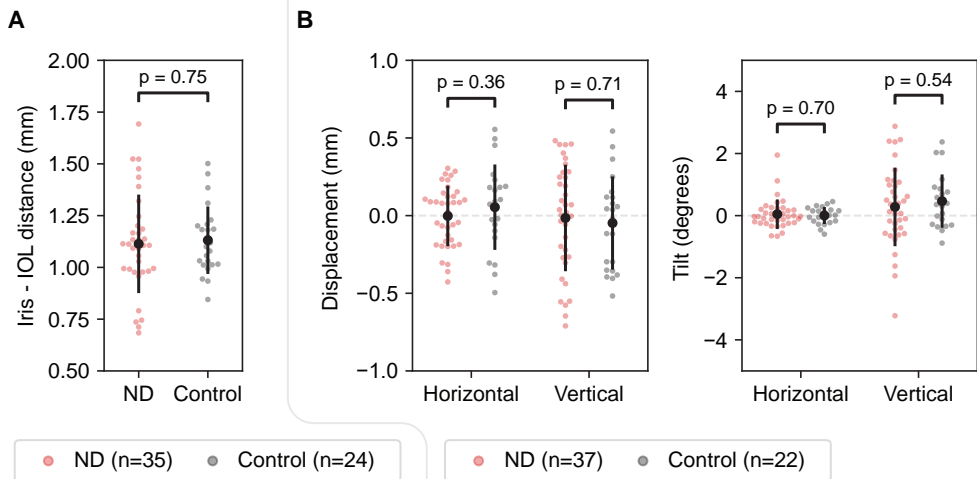 A
B
Iris - IOL distance (mm)
2.00
1.75
1.50
1.25
1.00
0.75
0.50
p = 0.75
ND
Control
Displacement (mm)
1.0
0.5
0.0
−0.5
−1.0
p = 0.36
p = 0.71
Horizontal
Vertical
Tilt (degrees)
4
2
0
−2
−4
p = 0.70
p = 0.54
Horizontal
Vertical
ND (n=35)
Control (n=24)
ND (n=37)
Control (n=22)